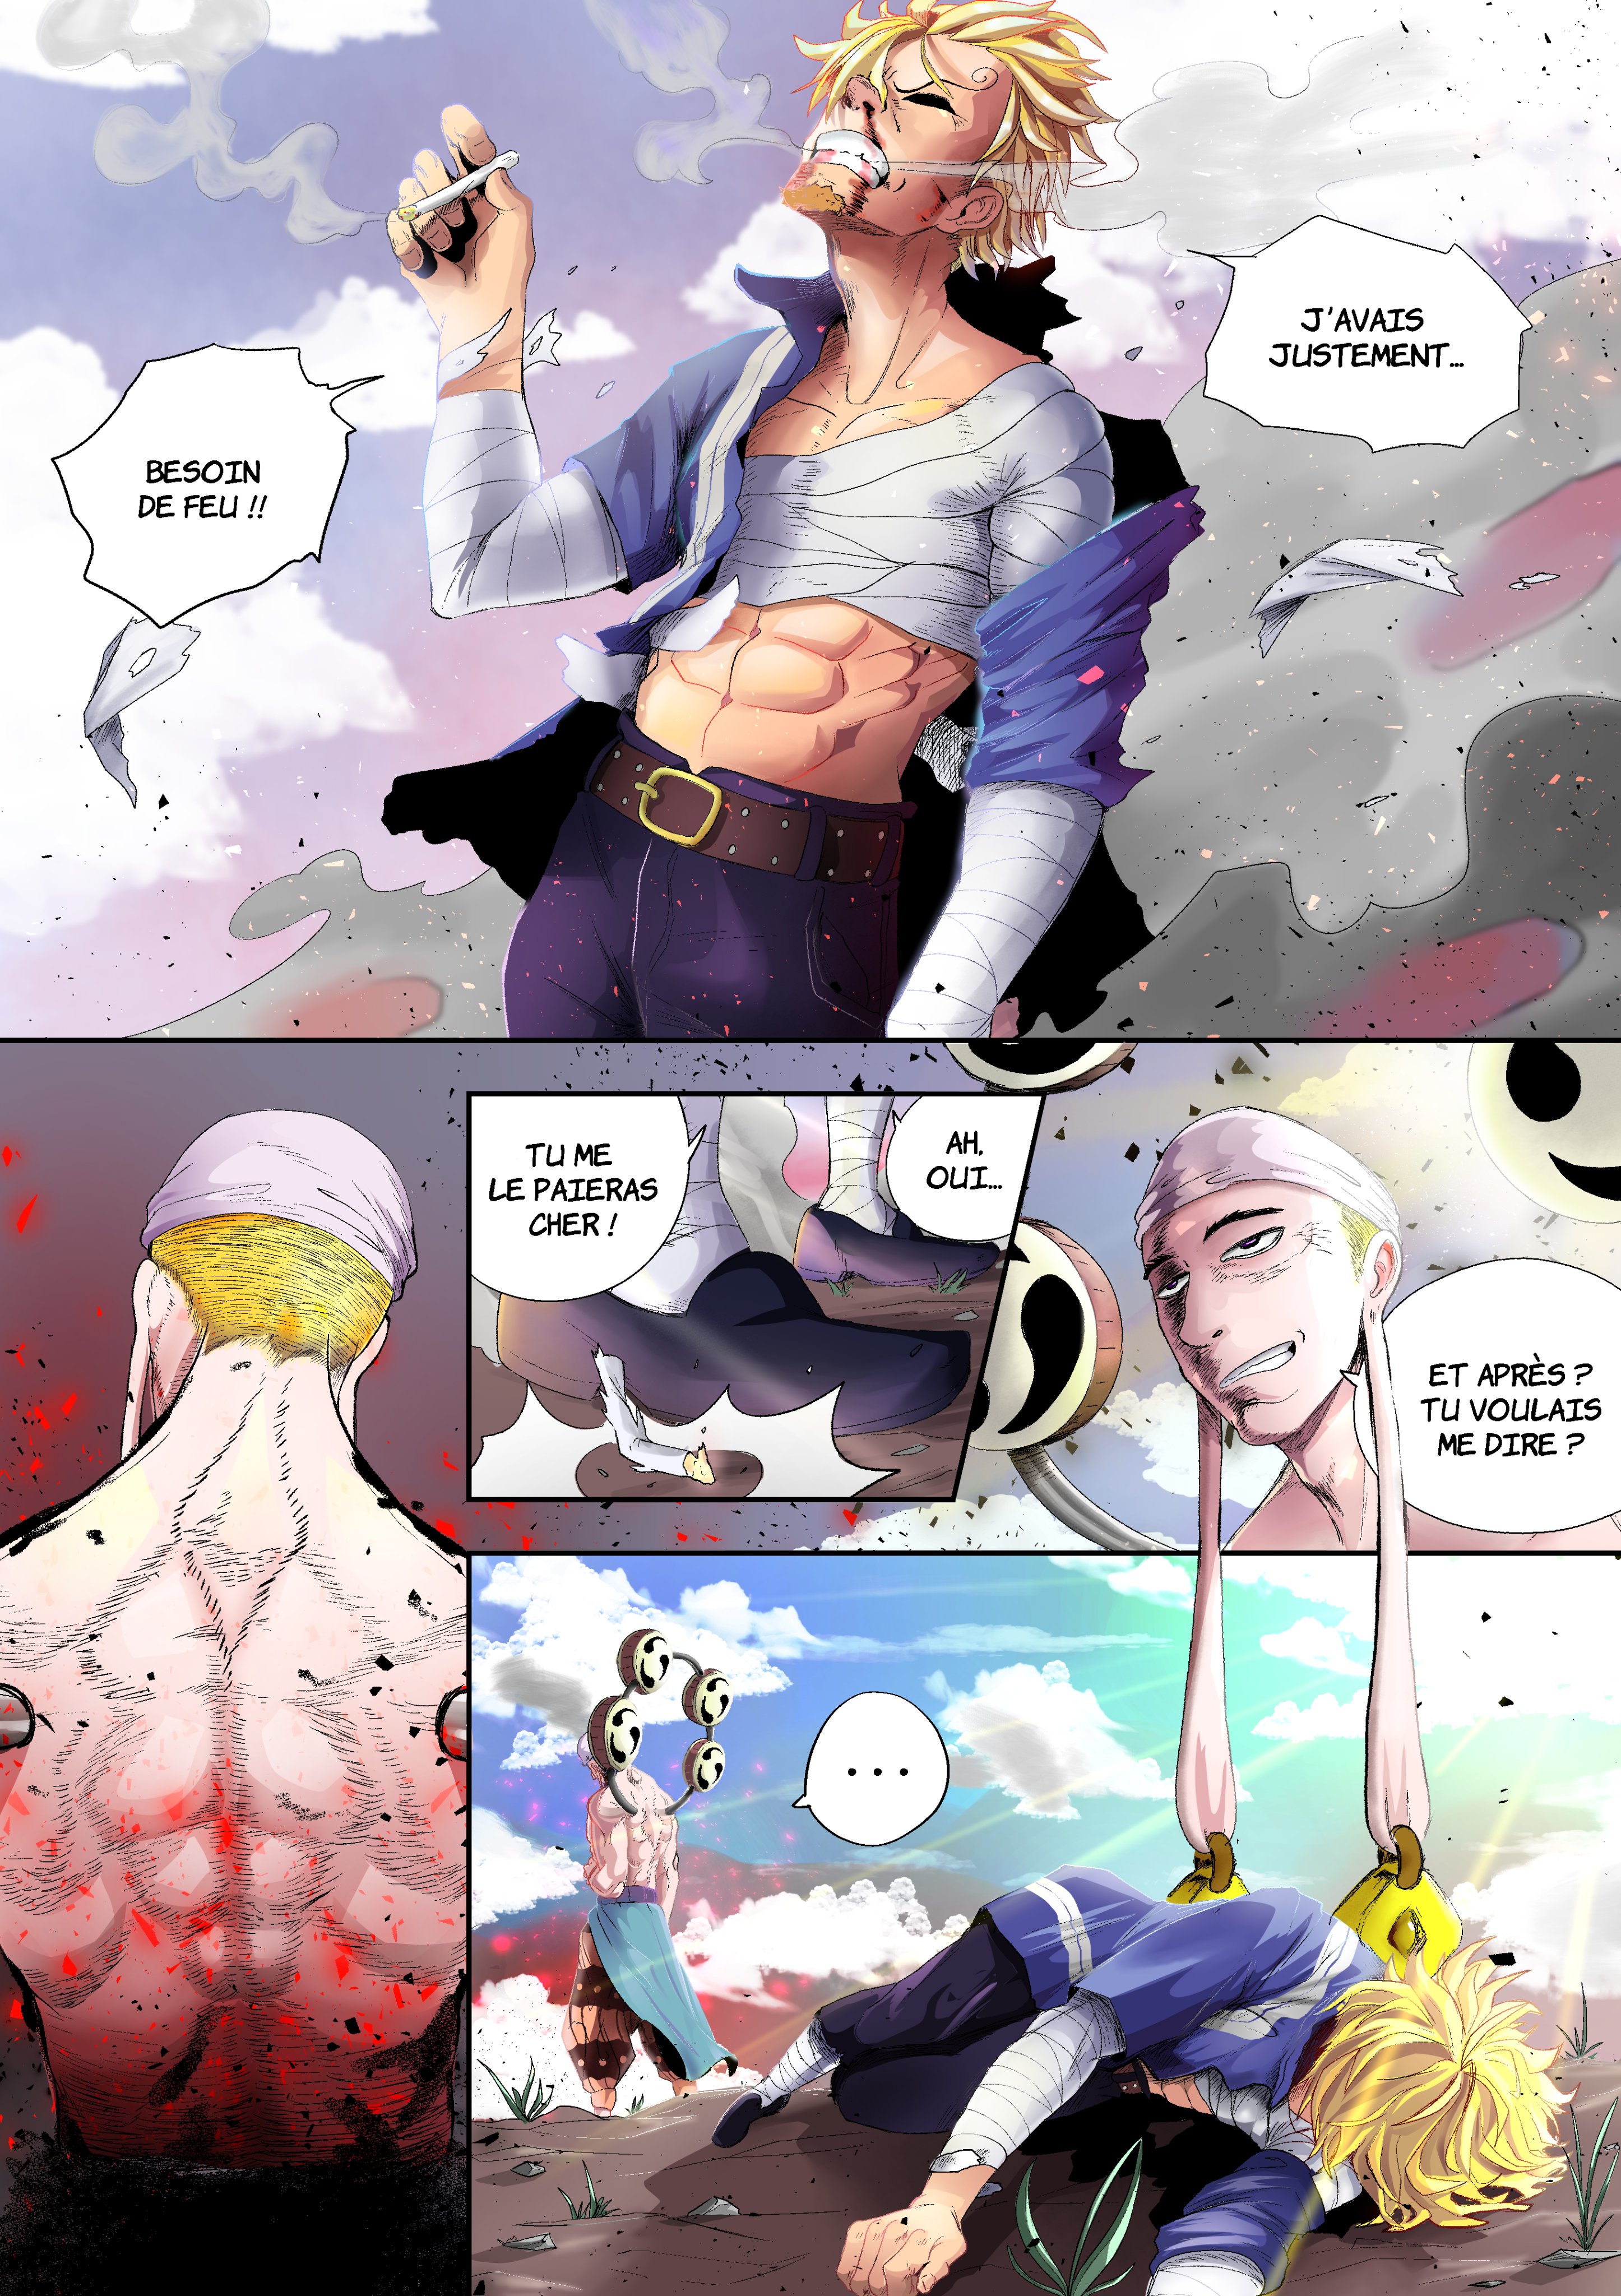 J'AVAIS
JUSTEMENT...
BESOIN
DE FEU !!
ET APRÈS ?
TU VOULAIS
ME DIRE ?
AH,
OUI...
TU ME
LE PAIERAS
CHER !
...